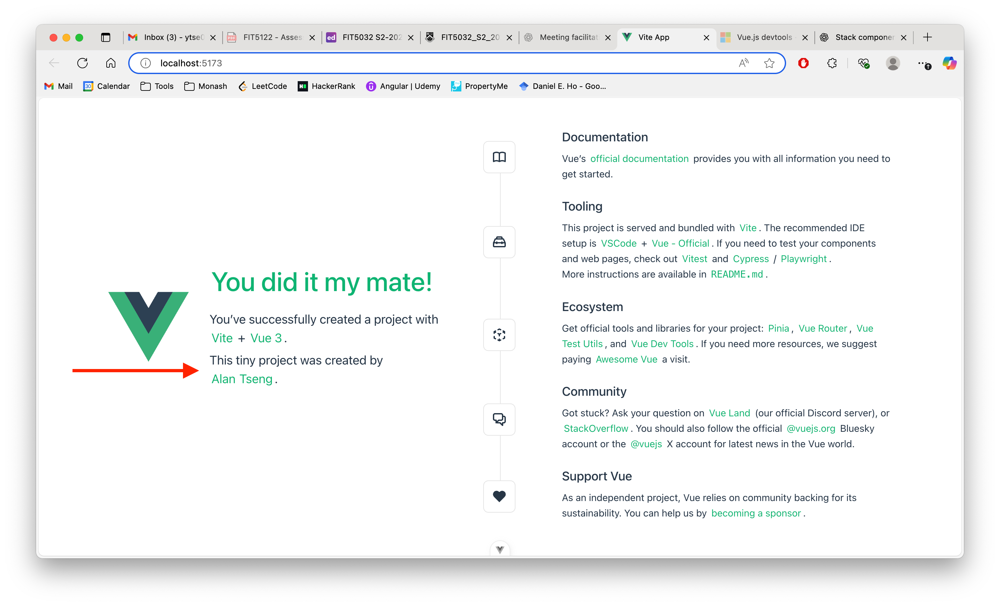 Inbox (3) - ytse
FIT5122 - Asses
FIT5032 S2-202
FIT5032_S2_20
Meeting facilitat
Vite App
Vue.js devtools
Stack componen
localhost:5173
Mail
Calendar
Tools
Monash
LeetCode
HackerRank
Angular | Udemy
PropertyMe
Daniel E. Ho - Goo...
You did it my mate!
You’ve successfully created a project with
Vite + Vue 3.
This tiny project was created by
Alan Tseng.
Documentation
Vue’s official documentation provides you with all information you need to
get started.
Tooling
This project is served and bundled with Vite. The recommended IDE
setup is VSCode + Vue - Official. If you need to test your components
and web pages, check out Vitest and Cypress / Playwright.
More instructions are available in README.md.
Ecosystem
Get official tools and libraries for your project: Pinia, Vue Router, Vue
Test Utils, and Vue Dev Tools. If you need more resources, we suggest
paying Awesome Vue a visit.
Community
Got stuck? Ask your question on Vue Land (our official Discord server), or
StackOverflow. You should also follow the official @vuejs.org Bluesky
account or the @vuejs X account for latest news in the Vue world.
Support Vue
As an independent project, Vue relies on community backing for its
sustainability. You can help us by becoming a sponsor.